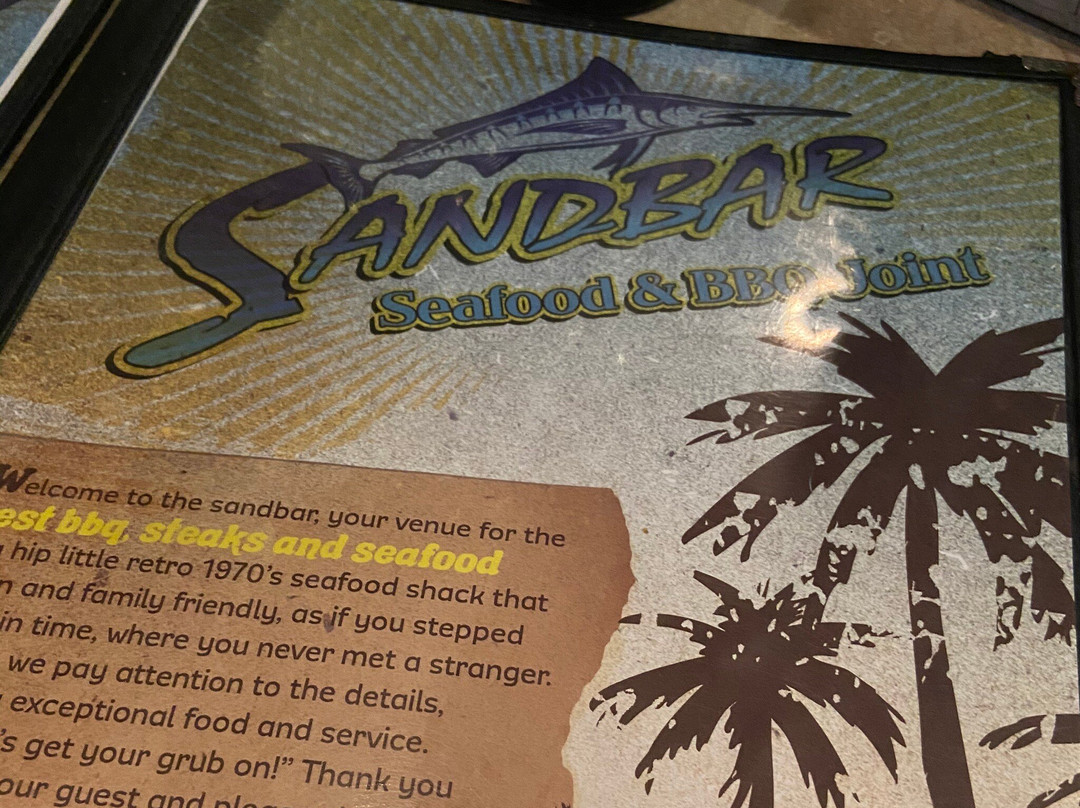 SANDBAR
Seafood & BBQ Joint
Welcome to the sandbar, your venue for the
est bbq, steaks and seafood
hip little retro 1970's seafood shack that
n and family friendly, as if you stepped
in time, where you never met a stranger.
we pay attention to the details,
exceptional food and service.
's get your grub on!" Thank you
our guest and